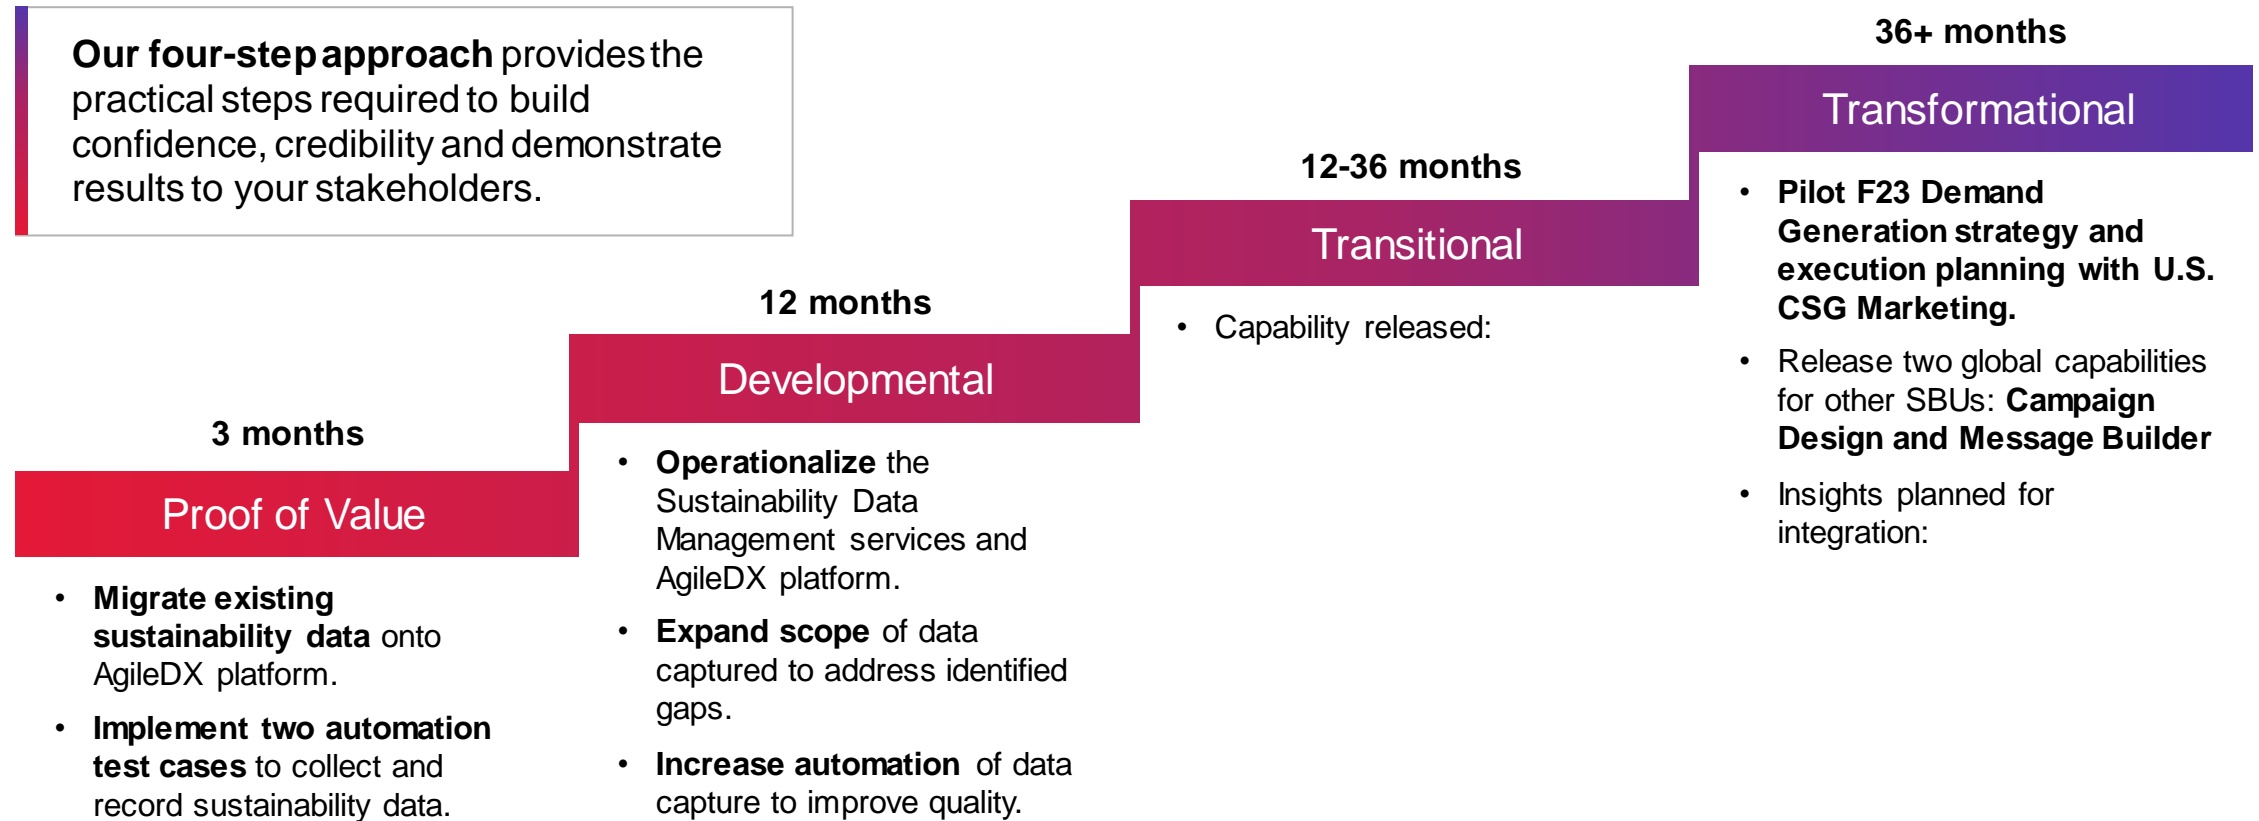 Our four-step approach provides the
practical steps required to build
confidence, credibility and demonstrate
results to your stakeholders.
3 months
Proof of Value
• Migrate existing
sustainability data onto
AgileDX platform.
• Implement two automation
test cases to collect and
record sustainability data.
12 months
Developmental
• Operationalize the
Sustainability Data
Management services and
AgileDX platform.
• Expand scope of data
captured to address identified
gaps.
• Increase automation of data
capture to improve quality.
12-36 months
Transitional
• Capability released:
36+ months
Transformational
• Pilot F23 Demand
Generation strategy and
execution planning with U.S.
CSG Marketing.
• Release two global capabilities
for other SBUs: Campaign
Design and Message Builder
• Insights planned for
integration: